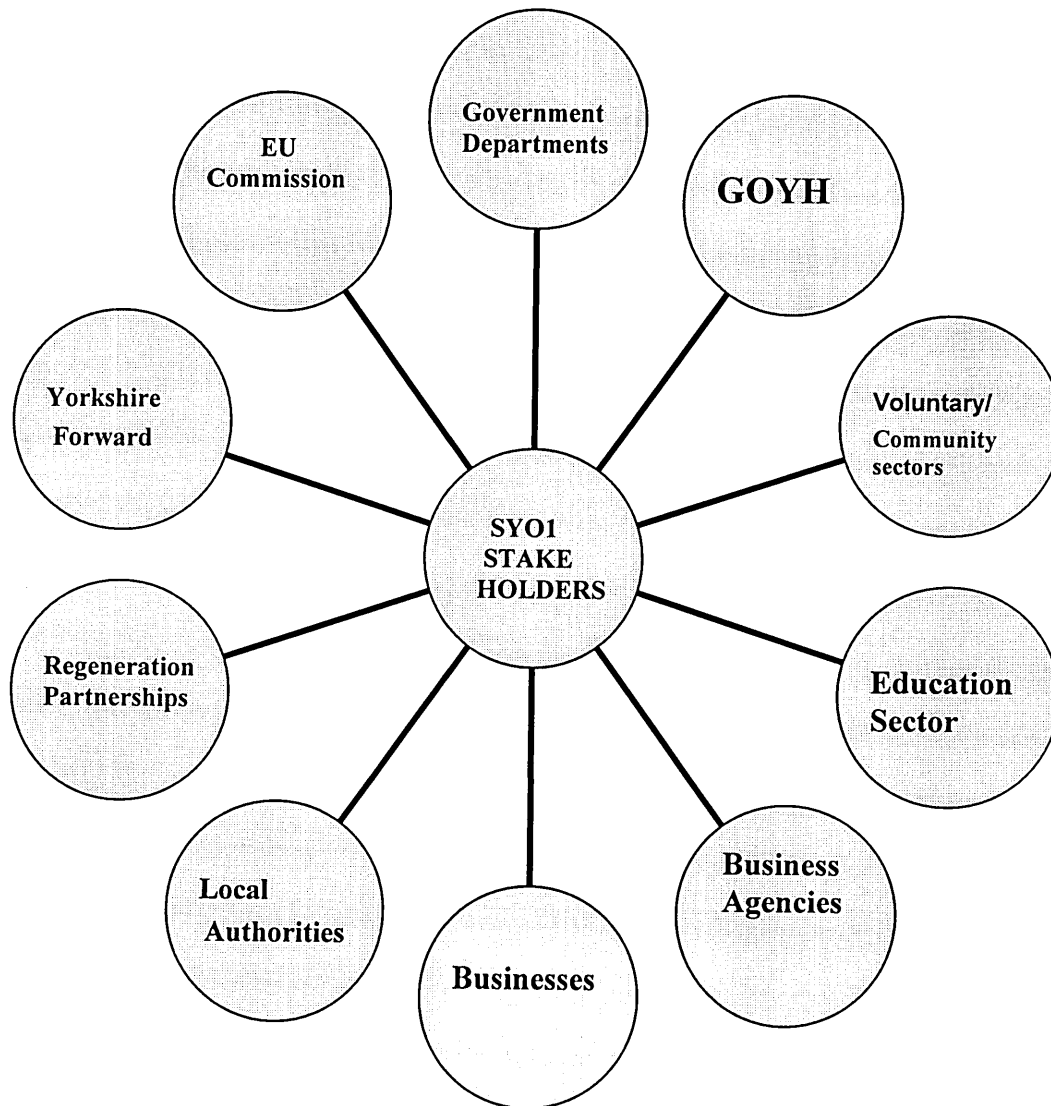 Government
Departments
EU
Commission
GOYH
Yorkshire
Forward
Voluntary/
Community
sectors
SYO1
STAKE
HOLDERS
Regeneration
Partnerships
Education
Sector
Local
Authorities
Business
Agencies
Businesses